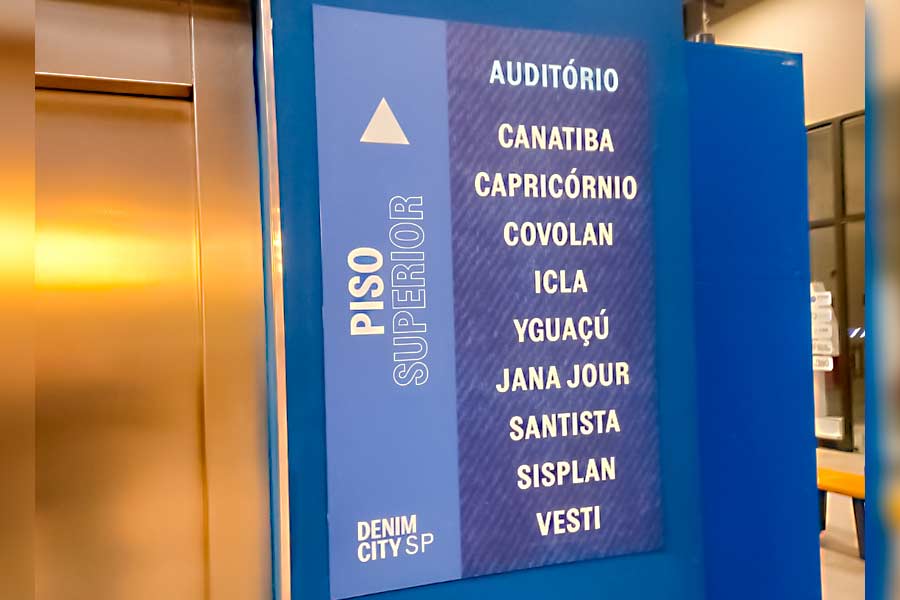 PISO
SUPERIOR
DENIM
CITY SP
AUDITÓRIO
CANATIBA
CAPRICÓRNIO
COVOLAN
ICLA
YGUAÇÚ
JANA JOUR
SANTISTA
SISPLAN
VESTI